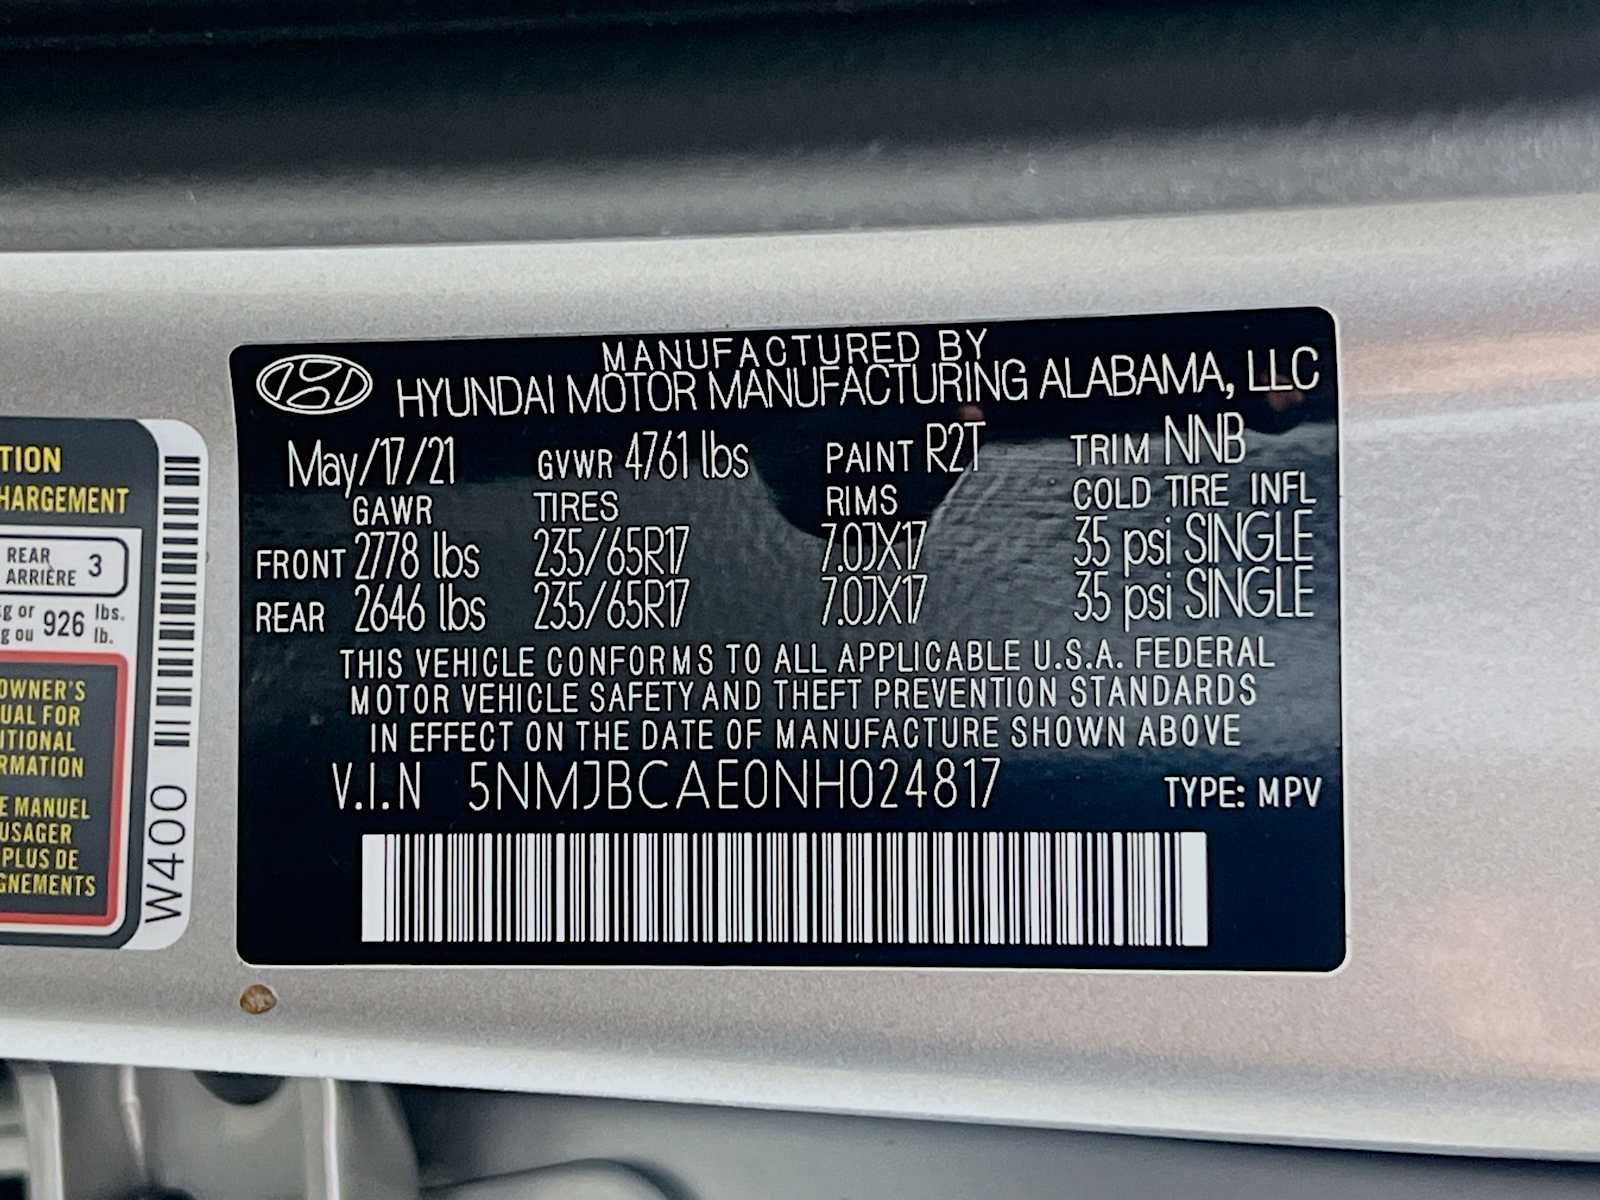 MANUFACTURED BY
HYUNDAI MOTOR MANUFACTURING ALABAMA, LLC
May/17/21 GVWR 4761 lbs PAINT R2T TRIM NNB
GAWR TIRES RIMS COLD TIRE INFL
FRONT 2778 lbs 235/65R17 7.0JX17 35 psi SINGLE
REAR 2646 lbs 235/65R17 7.0JX17 35 psi SINGLE
THIS VEHICLE CONFORMS TO ALL APPLICABLE U.S.A. FEDERAL
MOTOR VEHICLE SAFETY AND THEFT PREVENTION STANDARDS
IN EFFECT ON THE DATE OF MANUFACTURE SHOWN ABOVE
V.I.N 5NMJBCAE0NH024817 TYPE: MPV
TION
HARGEMENT
REAR 3
ARRIÈRE
kg or 926 lbs.
kg ou lb.
OWNER'S
UAL FOR
ITIONAL
RMATION
E MANUEL
USAGER
PLUS DE
GNEMENTS
W400